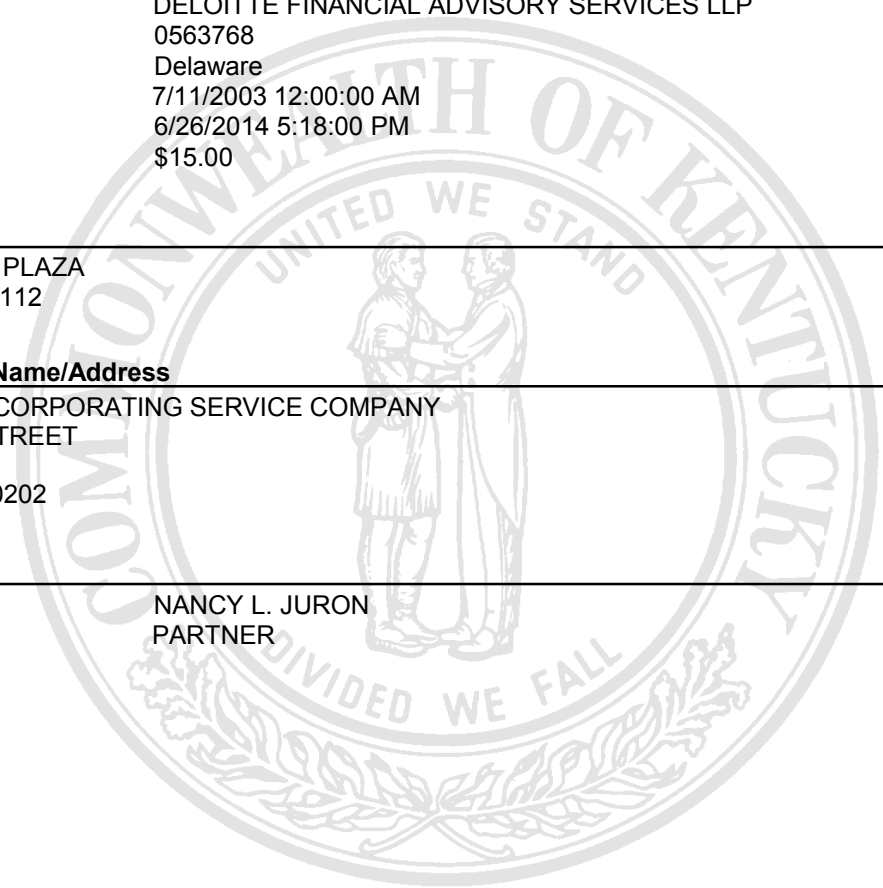 DELOITTE FINANCIAL ADVISORY SERVICES LLP
0563768
Delaware
7/11/2003 12:00:00 AM
6/26/2014 5:18:00 PM
$15.00
PLAZA
112
Name/Address
CORPORATING SERVICE COMPANY
TREET
0202
NANCY L. JURON
PARTNER
COMMONWEALTH OF KENTUCKY
UNITED WE STAND
DIVIDED WE FALL